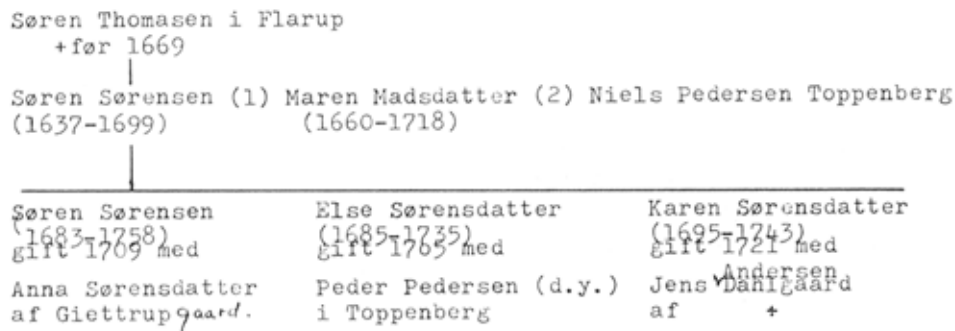 Søren Thomasen i Flarup
+før 1669
Søren Sørensen (1) Maren Madsdatter (2) Niels Pedersen Toppenberg
(1637-1699) (1660-1718)
Søren Sørensen Else Sørensdatter Karen Sørensdatter
(1683-1758) (1685-1735) (1695-1743)
gift 1709 med gift 1765 med gift 1721 med
Andersen
Anna Sørensdatter Peder Pedersen (d.y.) Jens Dahlgaard
af Giettrupgaard. i Toppenberg af +